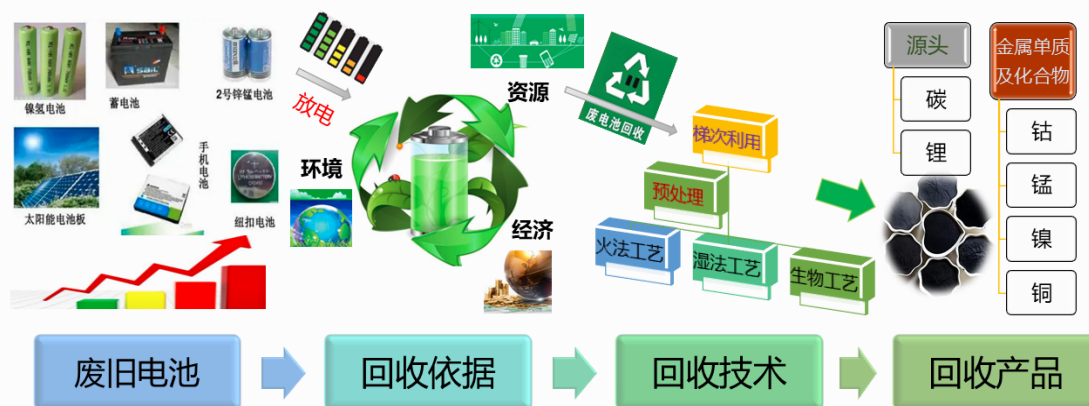 镍氢电池
蓄电池
2号锌锰电池
太阳能电池板
手机电池
纽扣电池
放电
资源
环境
经济
废电池回收
梯次利用
预处理
火法工艺
湿法工艺
生物工艺
源头
碳
锂
金属单质
及化合物
钴
锰
镍
铜
废旧电池
回收依据
回收技术
回收产品